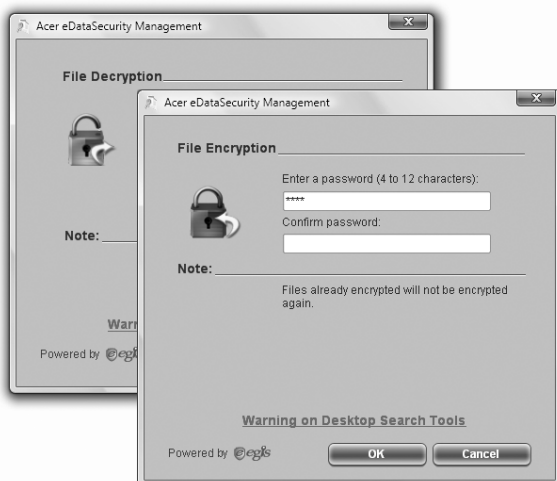 Acer eDataSecurity Management
x
File Decryption
Note:
Warr
Powered by egi
Acer eDataSecurity Management
x
File Encryption
Enter a password (4 to 12 characters):
****
Confirm password:
Note:
Files already encrypted will not be encrypted
again.
Warning on Desktop Search Tools
Powered by egis
OK
Cancel